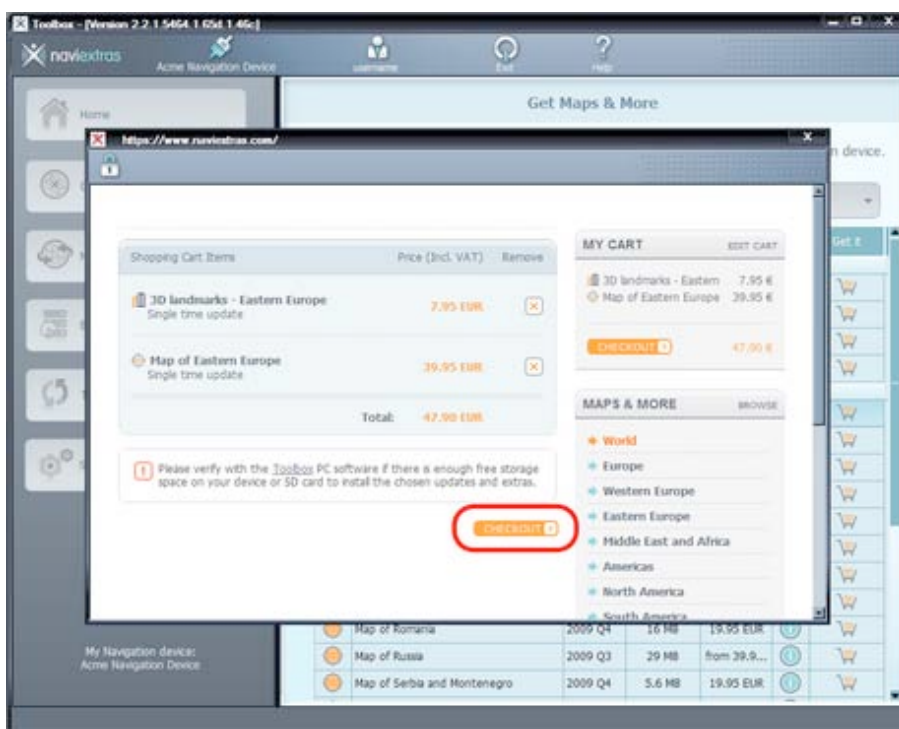 Toolbox - [Version 2.2.1.5464.1.65d.1.46c]
naviextras
Acme Navigation Device
username
Exit
Help
Home
Get Maps & More
n device.
https://www.naviextras.com/
Get it
Shopping Cart Items Price (Incl. VAT) Remove
3D landmarks - Eastern Europe 7.95 EUR
Single time update
Map of Eastern Europe 39.95 EUR
Single time update
Total: 47.90 EUR
! Please verify with the Toolbox PC software if there is enough free storage
space on your device or SD card to install the chosen updates and extras.
CHECKOUT
MY CART EDIT CART
3D landmarks - Eastern 7.95 €
Map of Eastern Europe 39.95 €
CHECKOUT 47.90 €
MAPS & MORE BROWSE
World
Europe
Western Europe
Eastern Europe
Middle East and Africa
Americas
North America
South America
Map of Romania 2009 Q4 16 MB 19.95 EUR
Map of Russia 2009 Q3 29 MB from 39.9...
Map of Serbia and Montenegro 2009 Q4 5.6 MB 19.95 EUR
My Navigation device:
Acme Navigation Device